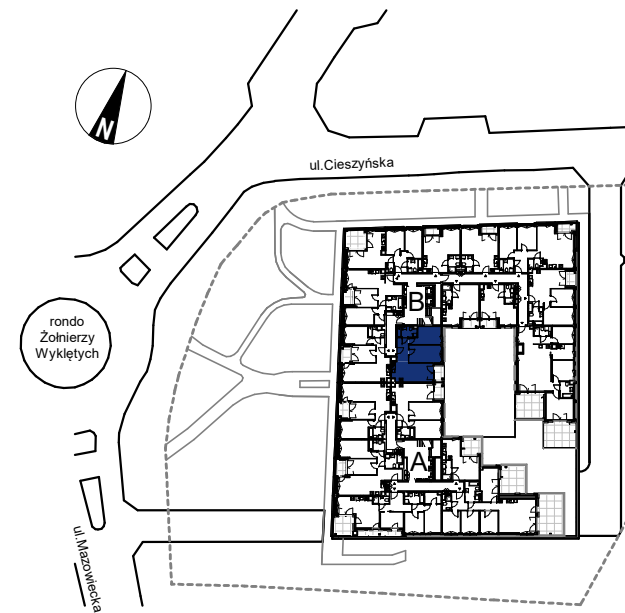 N
ul.Cieszyńska
B
rondo
Żołnierzy
Wyklętych
A
ul.Mazowiecka